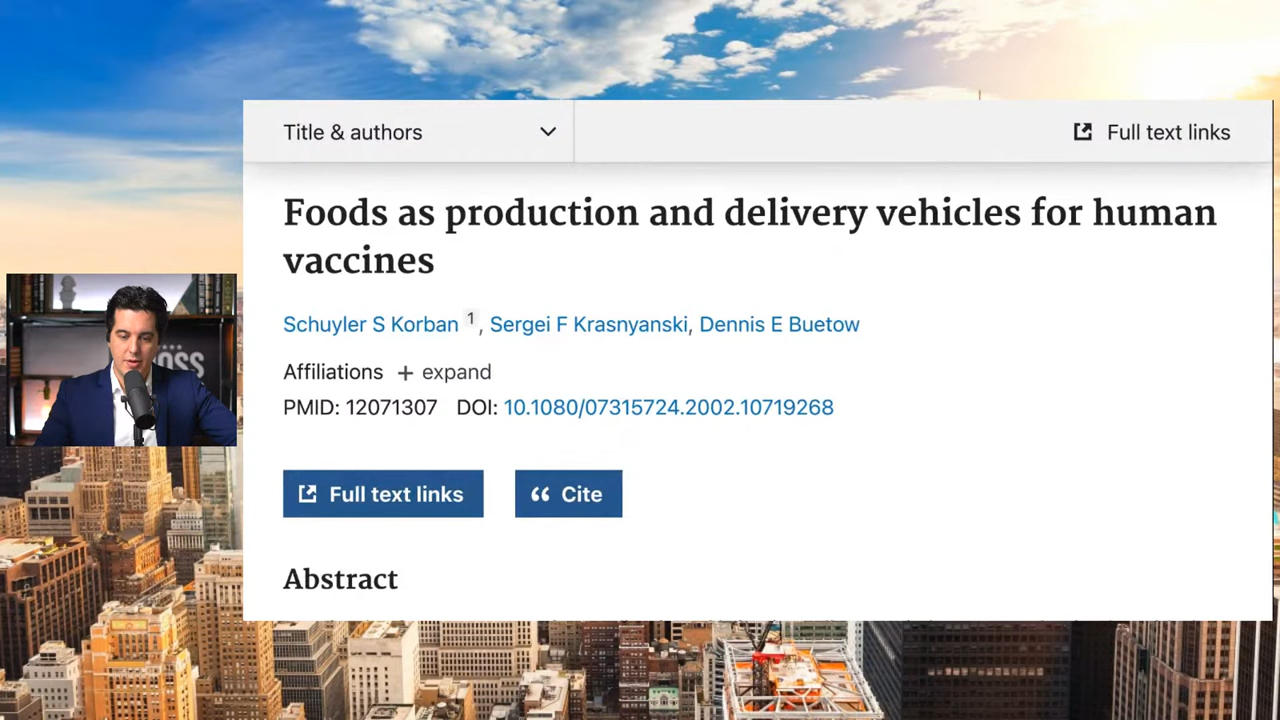 Title & authors
Full text links
Foods as production and delivery vehicles for human
vaccines
Schuyler S Korban 1, Sergei F Krasnyanski, Dennis E Buetow
Affiliations + expand
PMID: 12071307 DOI: 10.1080/07315724.2002.10719268
Full text links
“ Cite
Abstract